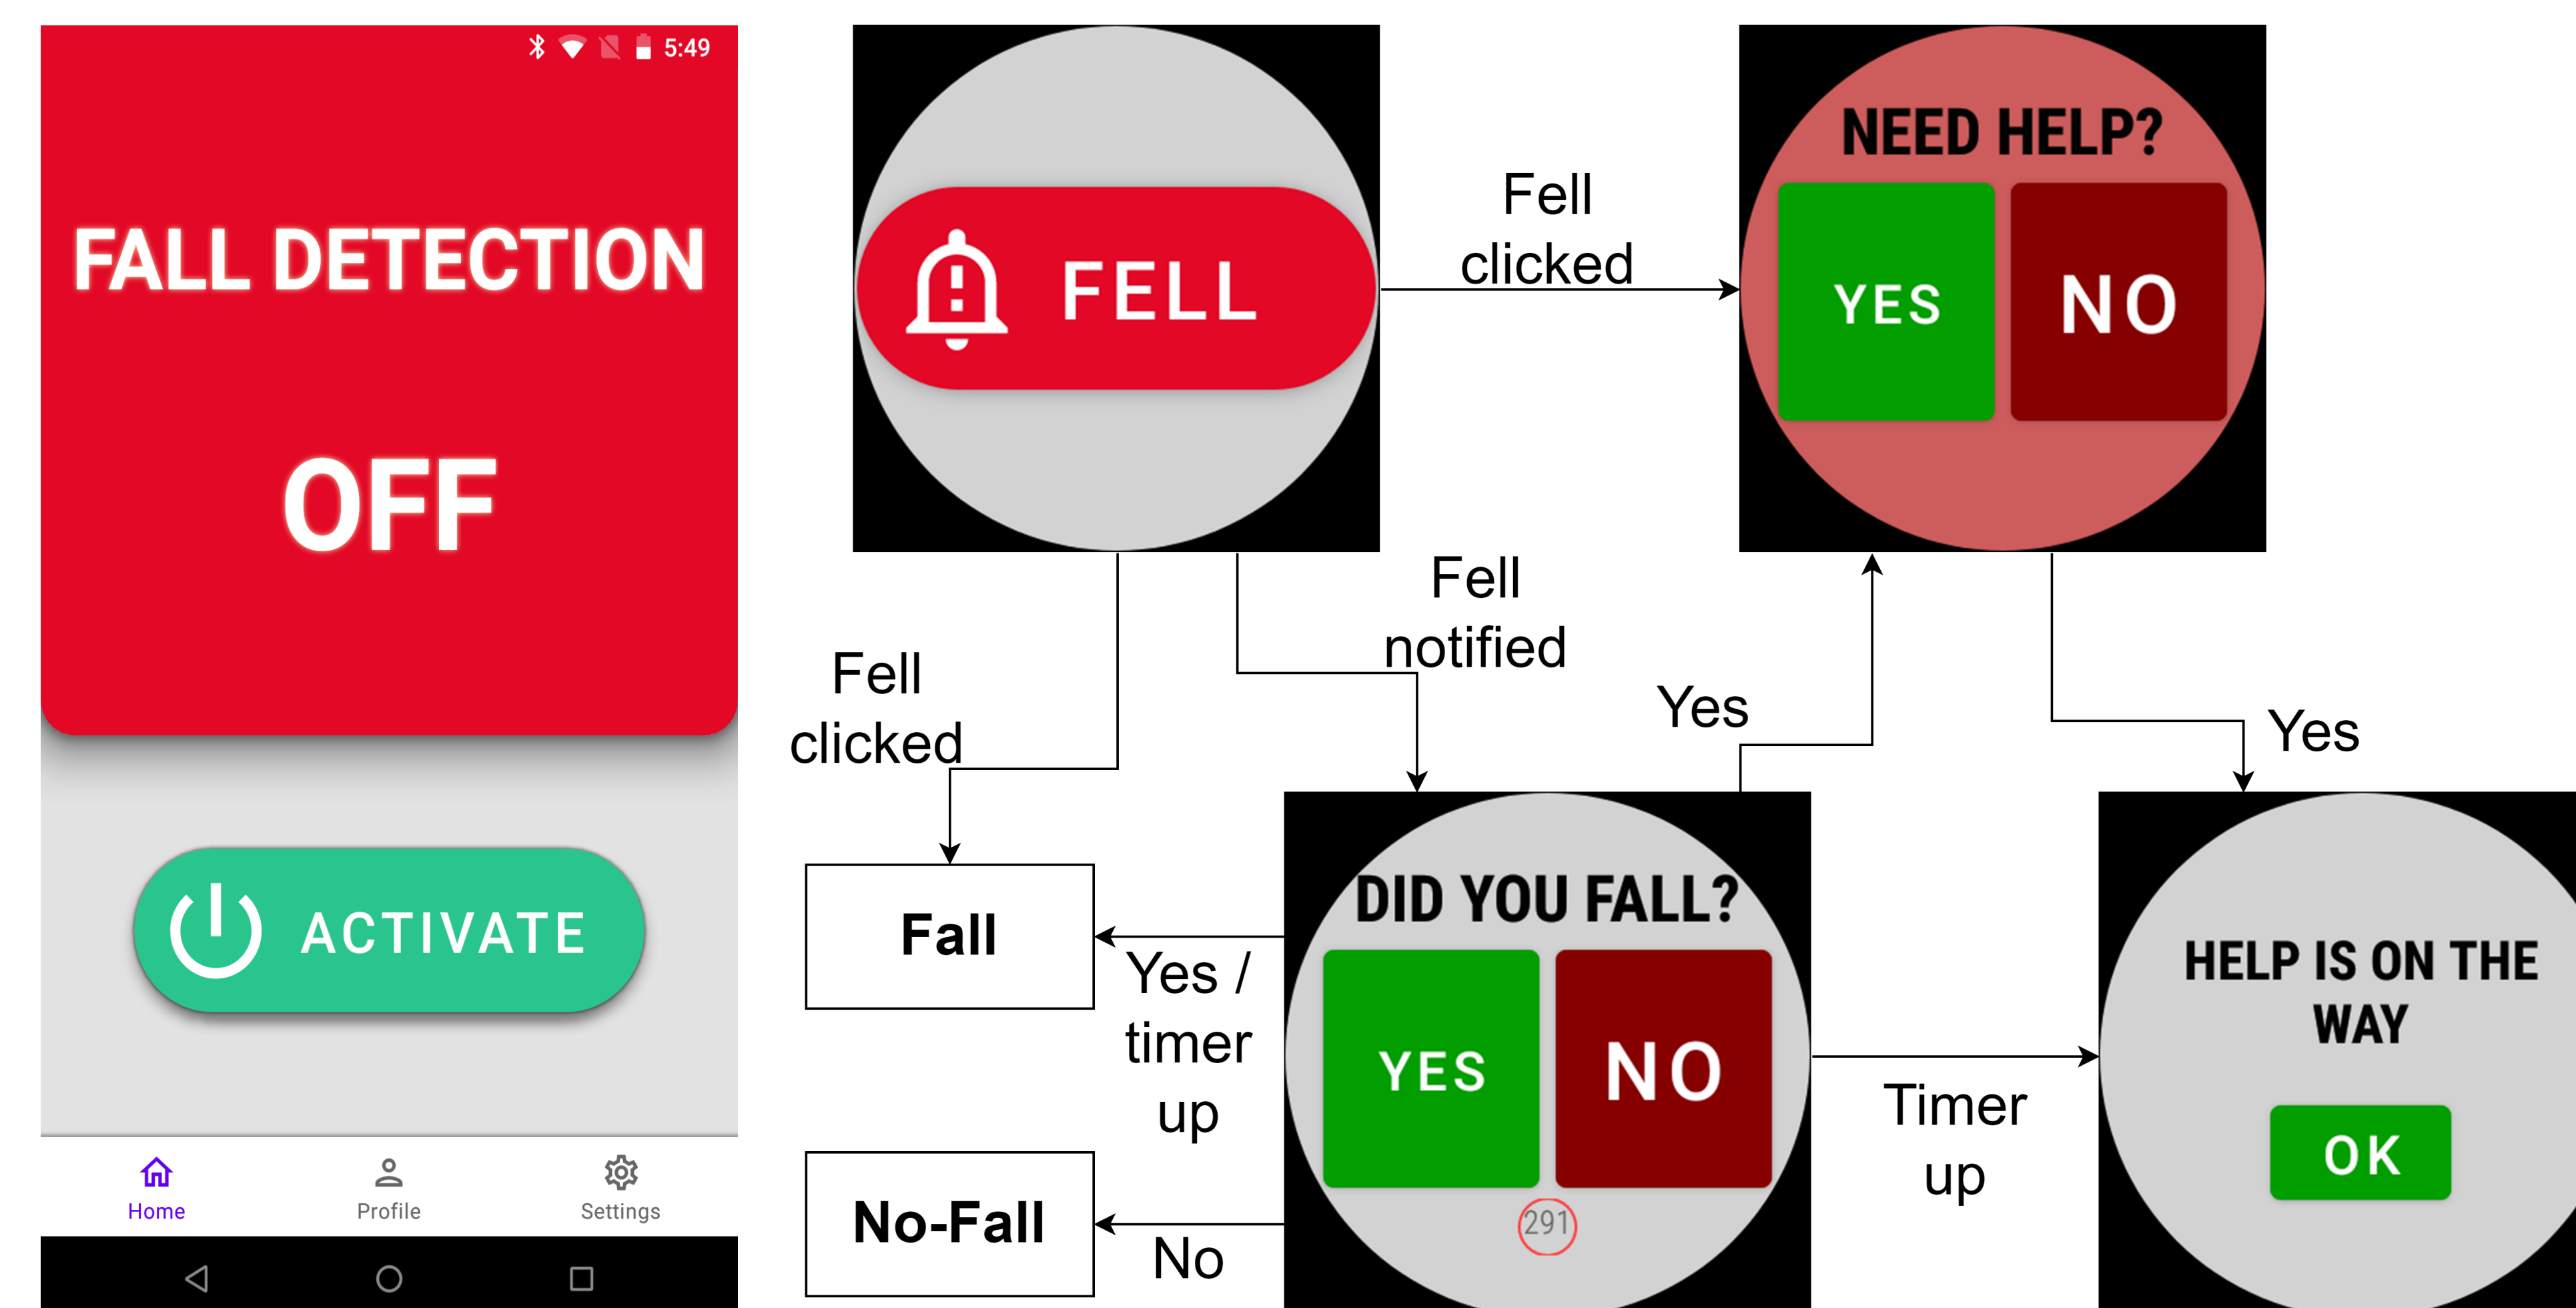 5:49
FALL DETECTION
OFF
ACTIVATE
Home
Profile
Settings
FELL
Fell
clicked
NEED HELP?
YES
NO
Fell
clicked
Fell
notified
Yes
Yes
Fall
Yes /
timer
up
No-Fall
No
DID YOU FALL?
YES
NO
291
Timer
up
HELP IS ON THE
WAY
OK